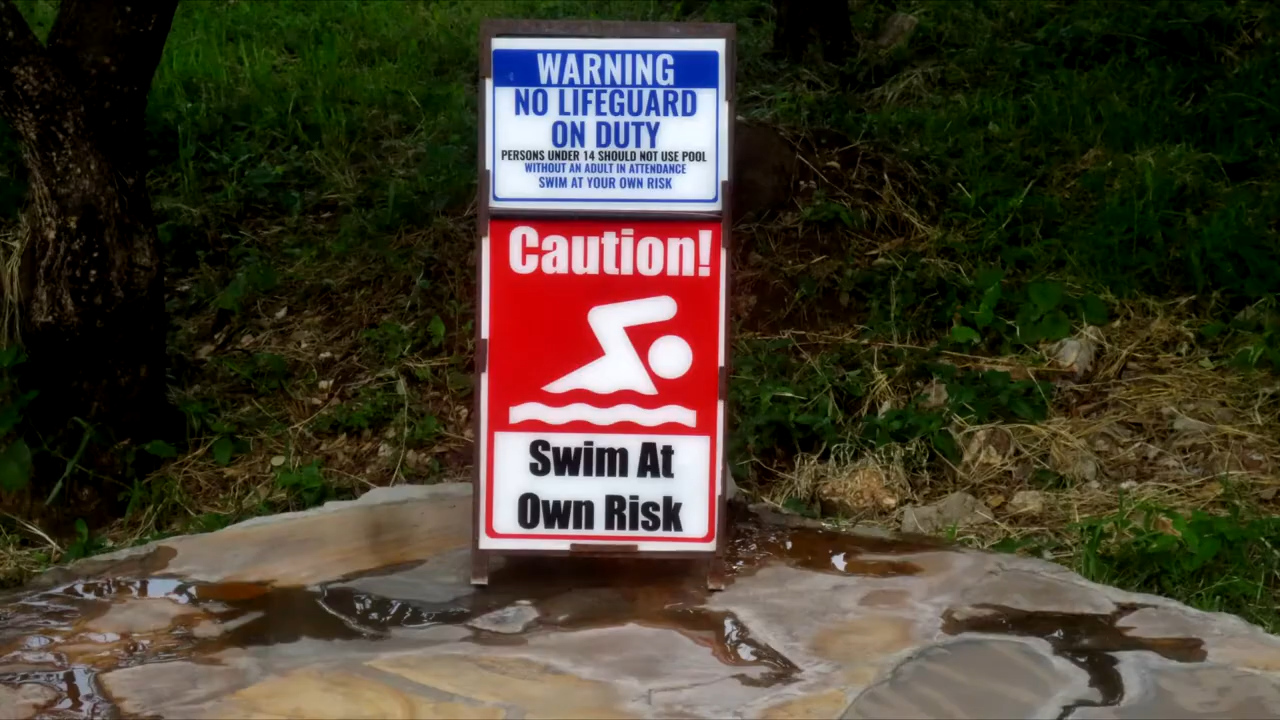 WARNING
NO LIFEGUARD
ON DUTY
PERSONS UNDER 14 SHOULD NOT USE POOL
WITHOUT AN ADULT IN ATTENDANCE
SWIM AT YOUR OWN RISK
Caution!
Swim At
Own Risk